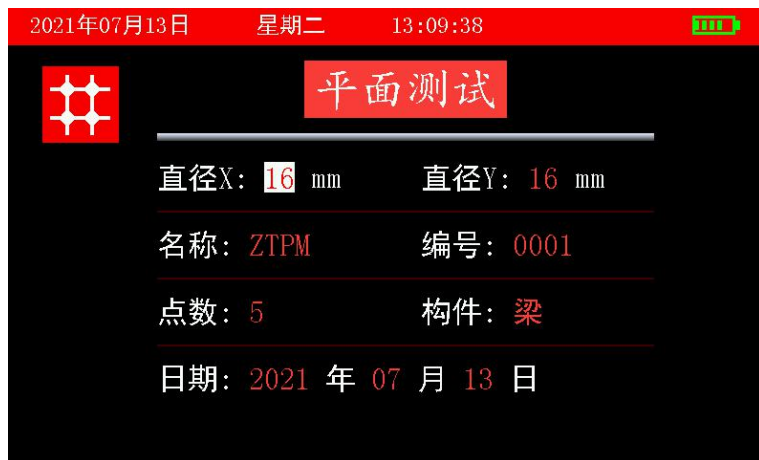 2021年07月13日 星期二 13:09:38
平面测试
直径X: 16 mm 直径Y: 16 mm
名称: ZTPM 编号: 0001
点数: 5 构件: 梁
日期: 2021 年 07 月 13 日